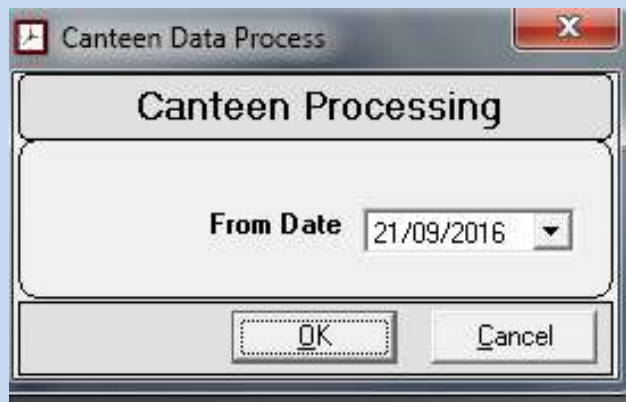 Canteen Data Process
Canteen Processing
From Date 21/09/2016
OK Cancel